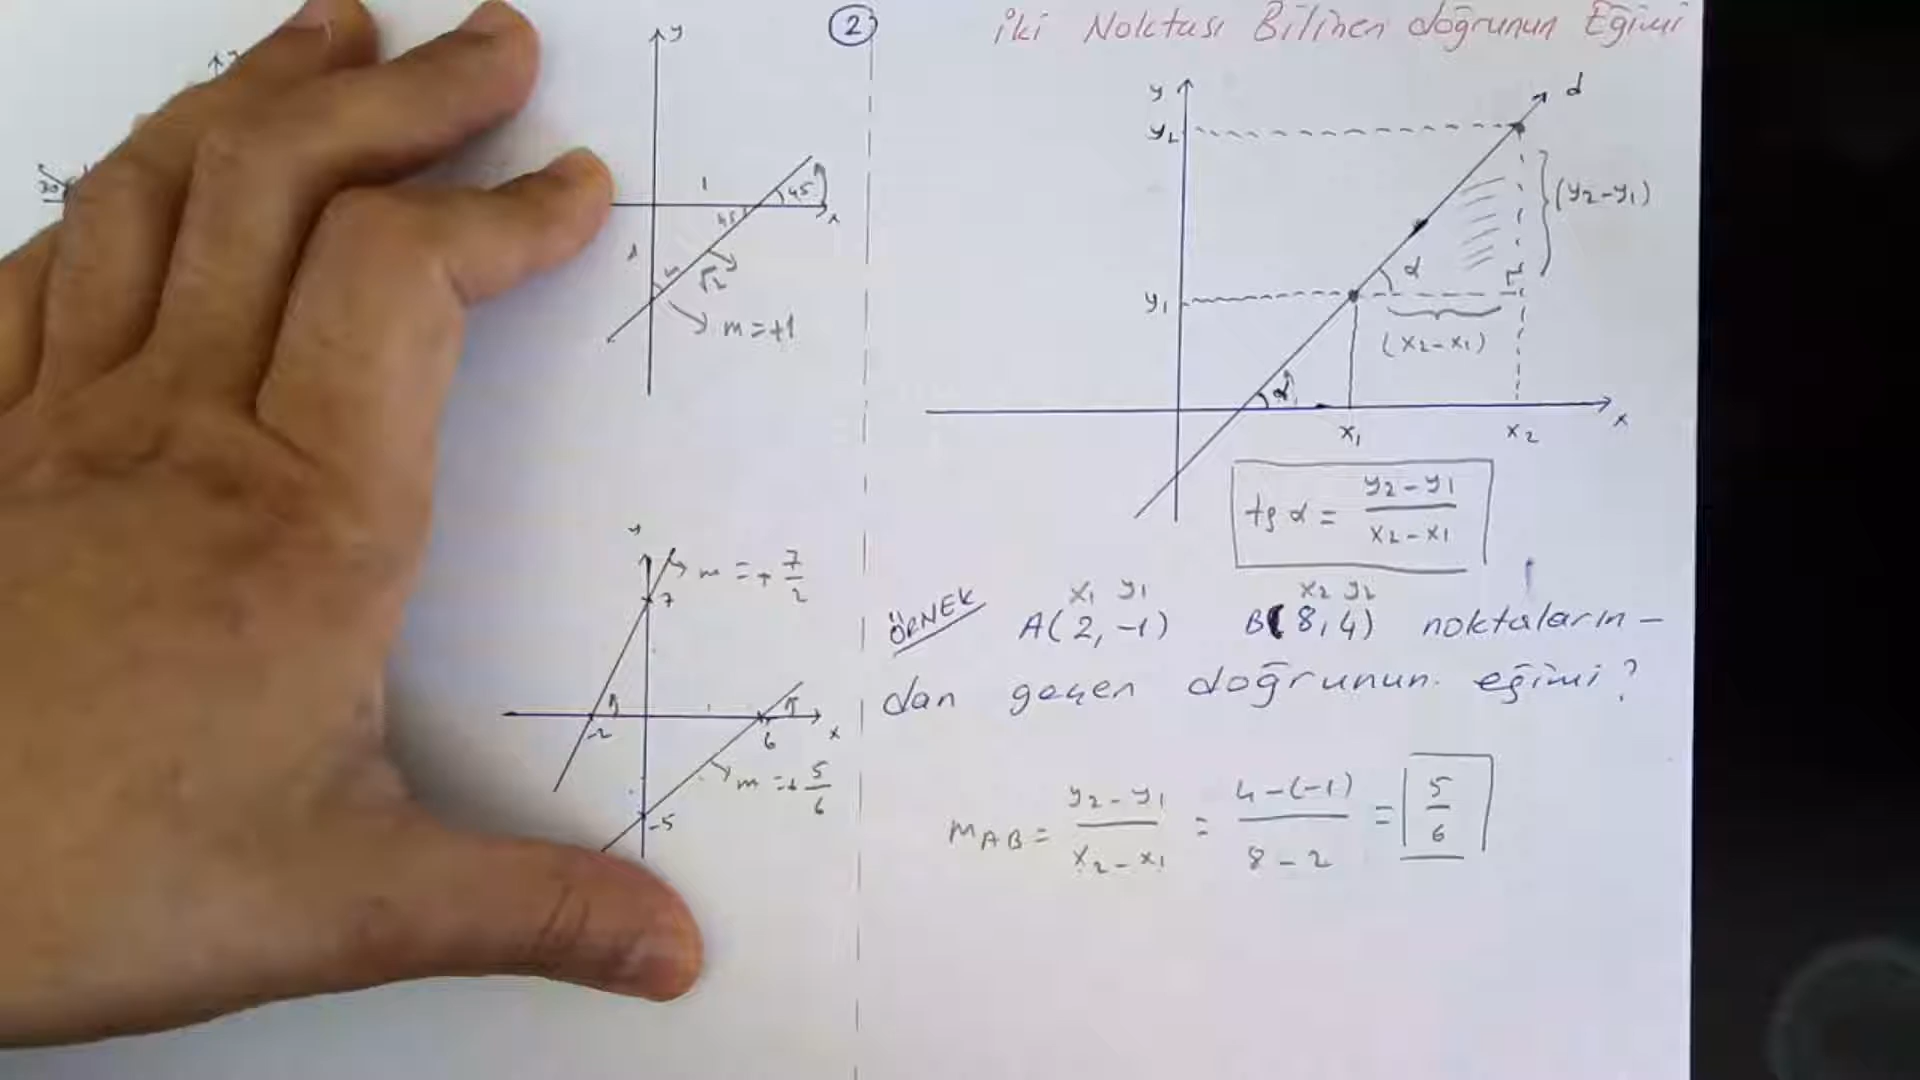 2
y
1
45
45
x
1
√2
m = +1
y
m = + 7/2
7
-2
6
x
m = + 5/6
-5
İki Noktası Bilinen doğrunun Eğimi
y
d
y2
(y2-y1)
α
y1
(x2-x1)
α
x1
x2
x
tg α = y2-y1 / x2-x1
x1 y1 x2 y2
ÖRNEK A(2,-1) B(8,4) noktaların-
dan geçen doğrunun eğimi?
mAB = y2-y1 / x2-x1 = 4-(-1) / 8-2 = 5/6